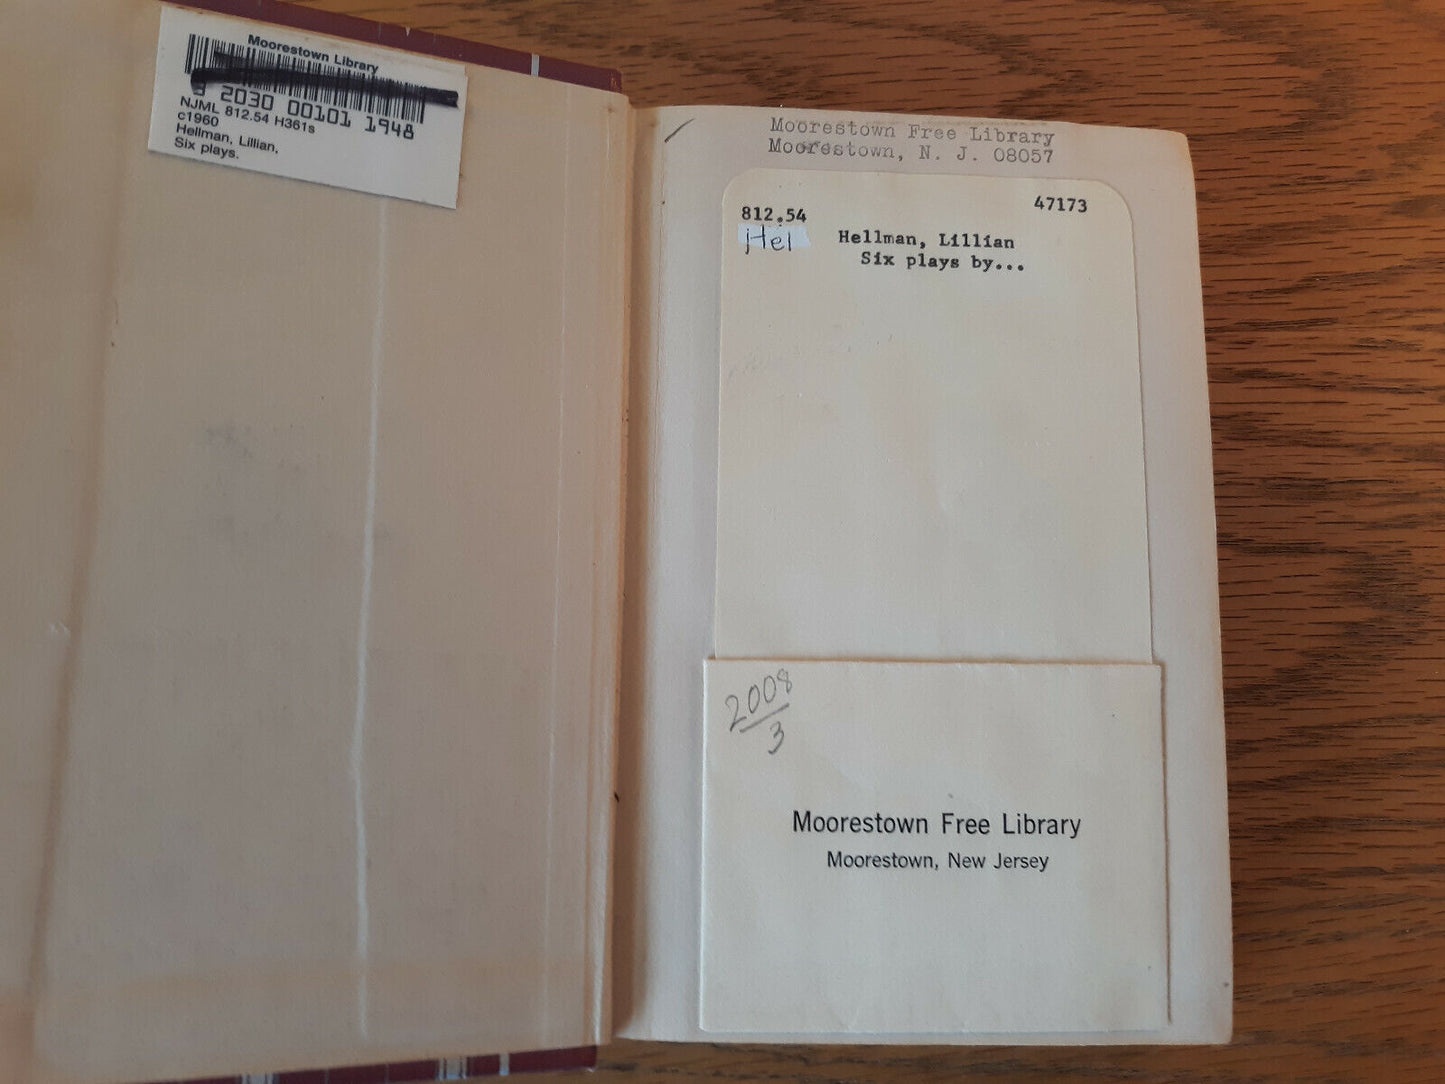 Moorestown Library
2030 00101 1948
NJML 812.54 H361s
c1960
Hellman, Lillian,
Six plays.
Moorestown Free Library
Moorestown, N. J. 08057
47173
812.54
Hel
Hellman, Lillian
Six plays by...
2008
3
Moorestown Free Library
Moorestown, New Jersey